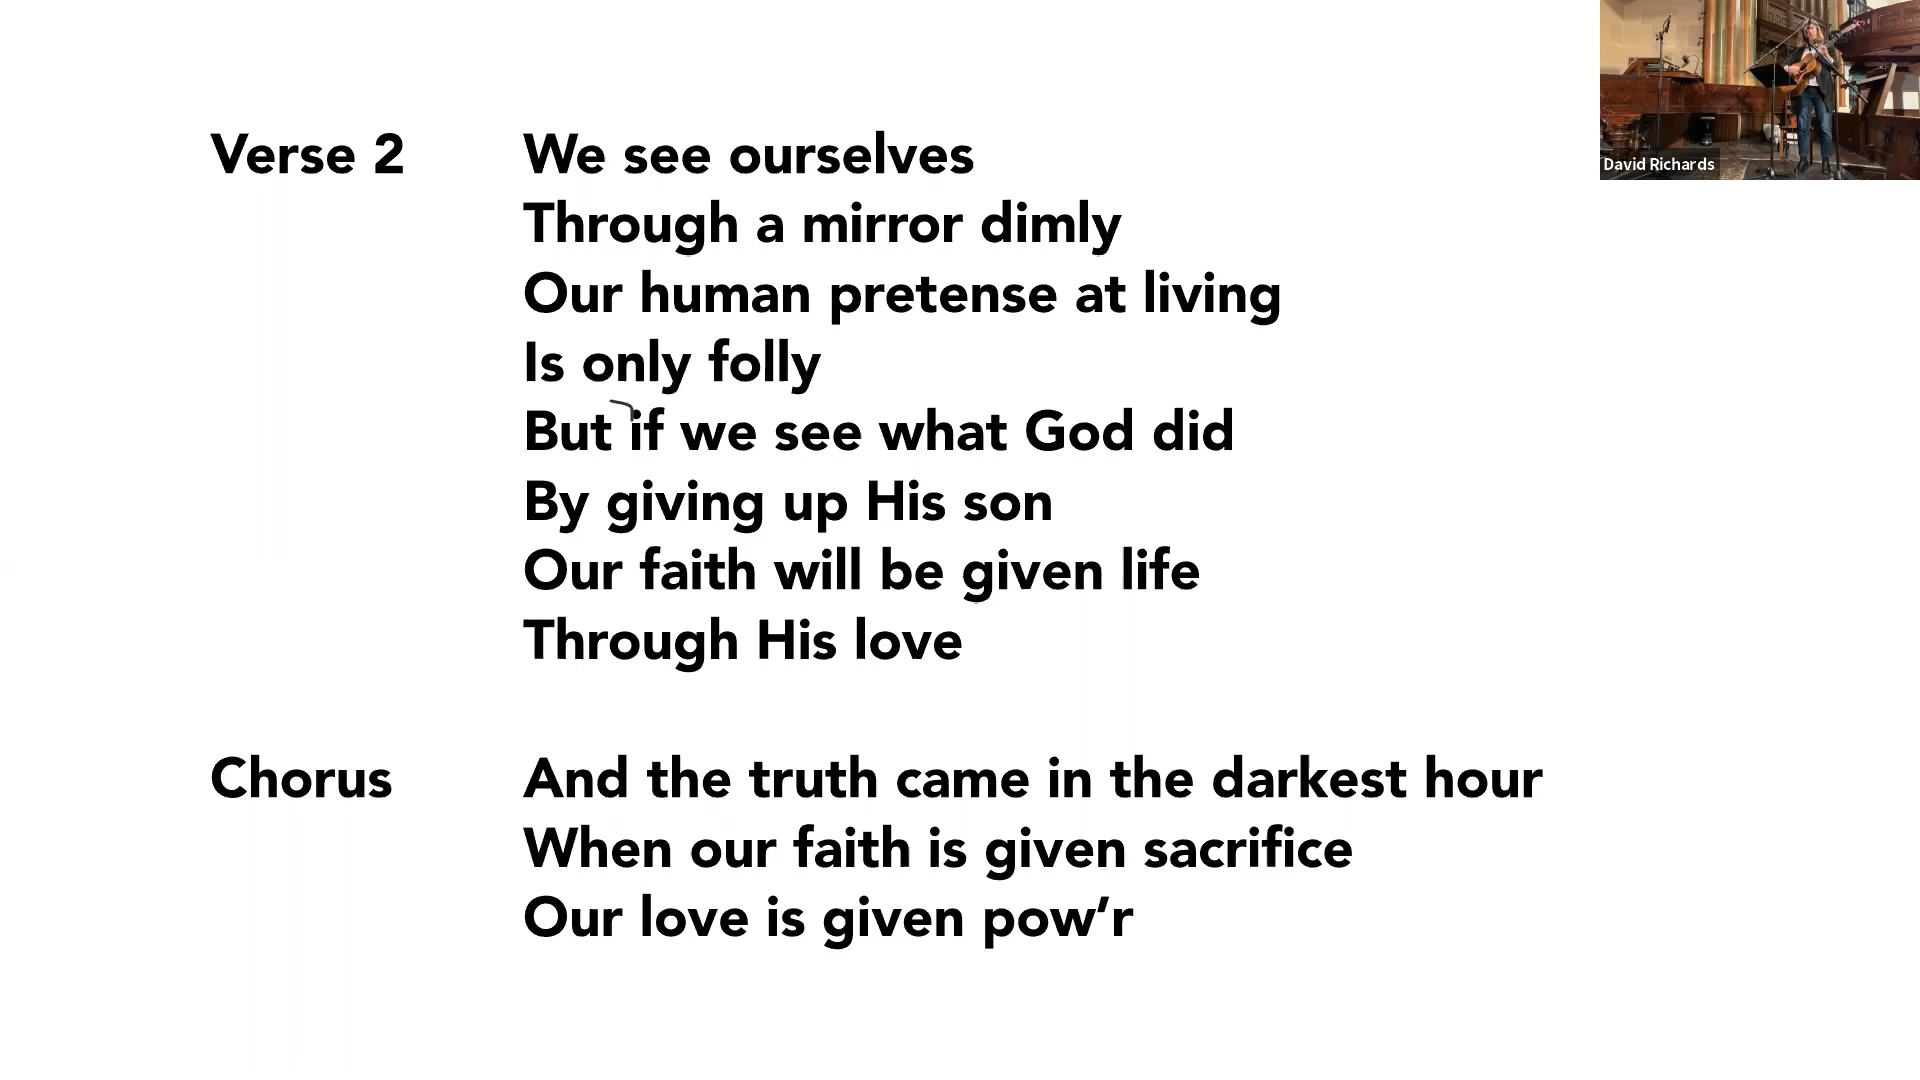 Verse 2 We see ourselves
Through a mirror dimly
Our human pretense at living
Is only folly
But if we see what God did
By giving up His son
Our faith will be given life
Through His love
Chorus And the truth came in the darkest hour
When our faith is given sacrifice
Our love is given pow’r
David Richards